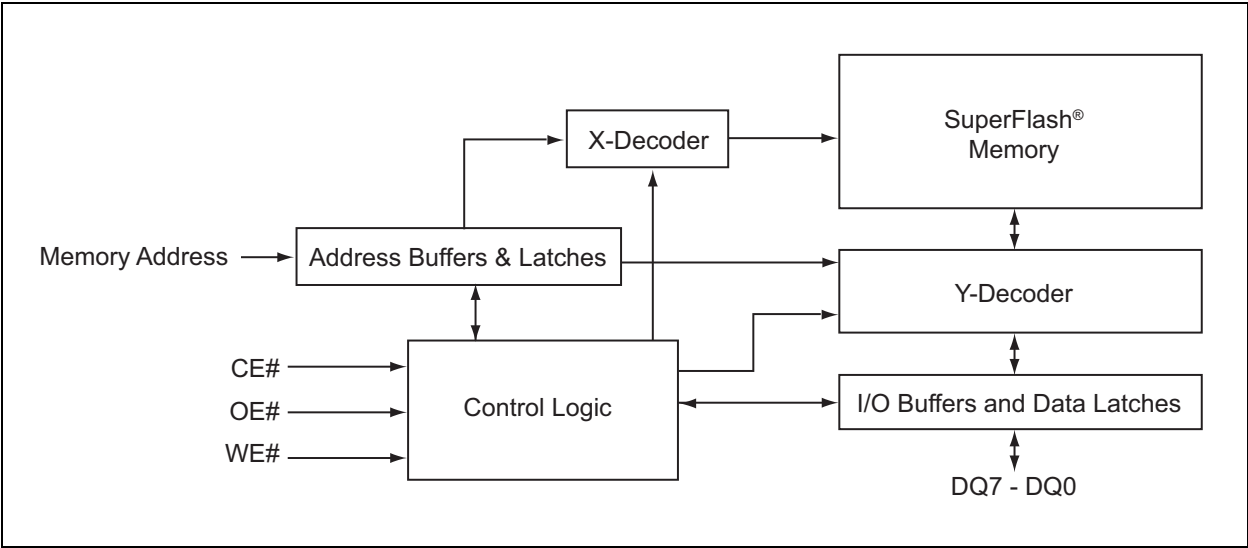 SuperFlash®
Memory
X-Decoder
Memory Address
Address Buffers & Latches
Y-Decoder
CE#
OE#
WE#
Control Logic
I/O Buffers and Data Latches
DQ7 - DQ0